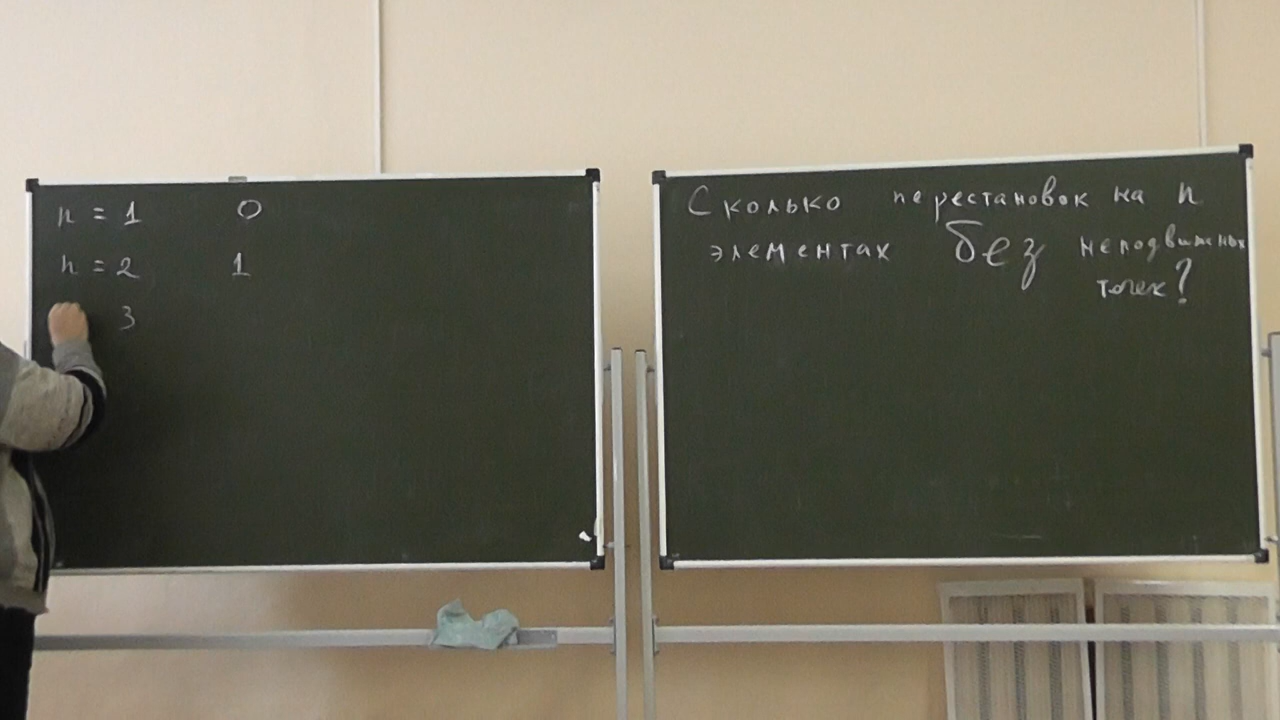 n = 1 0
n = 2 1
3
Сколько перестановок на n
элементах без неподвижных
точек?